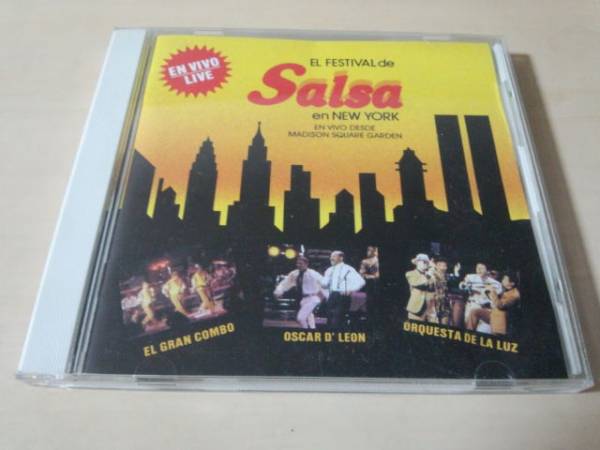 EN VIVO
LIVE
EL FESTIVAL de
Salsa
en NEW YORK
EN VIVO DESDE
MADISON SQUARE GARDEN
EL GRAN COMBO
OSCAR D' LEON
ORQUESTA DE LA LUZ